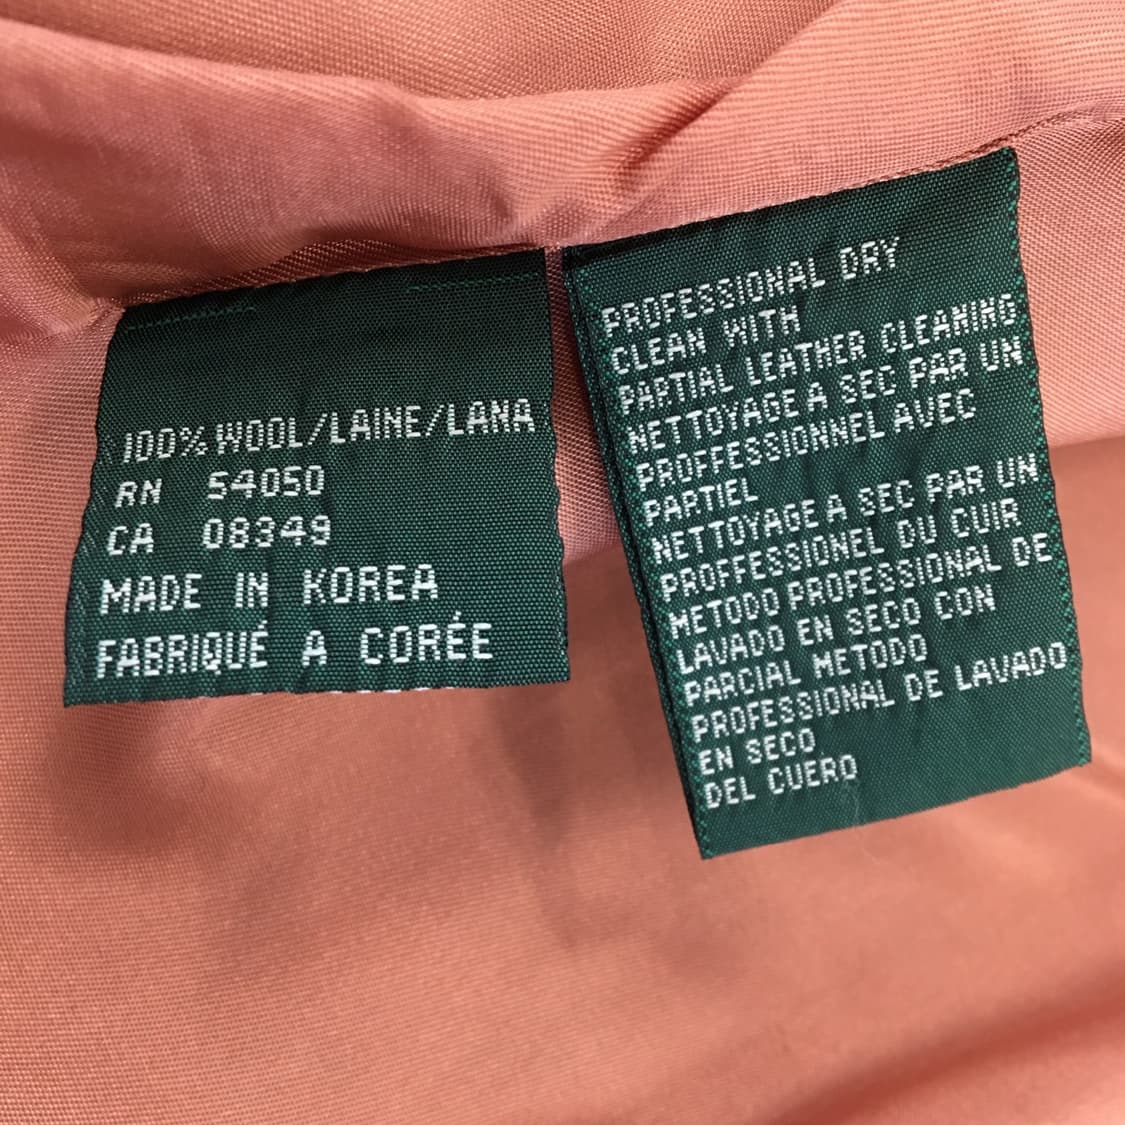 100% WOOL/LAINE/LANA
RN 54050
CA 08349
MADE IN KOREA
FABRIQUÉ A CORÉE
PROFESSIONAL DRY
CLEAN WITH
PARTIAL LEATHER CLEANING
NETTOYAGE A SEC PAR UN
PROFFESSIONNEL AVEC
PARTIEL
NETTOYAGE A SEC PAR UN
PROFFESSIONEL DU CUIR
METODO PROFESSIONAL DE
LAVADO EN SECO CON
PARCIAL METODO
PROFESSIONAL DE LAVADO
EN SECO
DEL CUERO